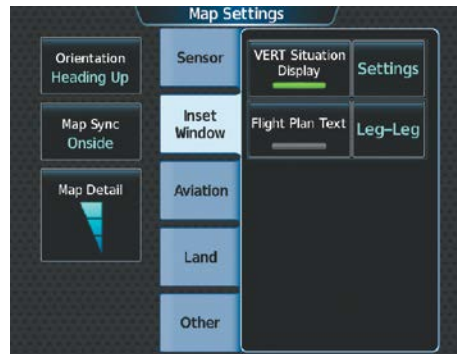 Map Settings
Orientation
Heading Up
Map Sync
Onside
Map Detail
Sensor
Inset
Window
Aviation
Land
Other
VERT Situation
Display
Settings
Flight Plan Text
Leg-Leg